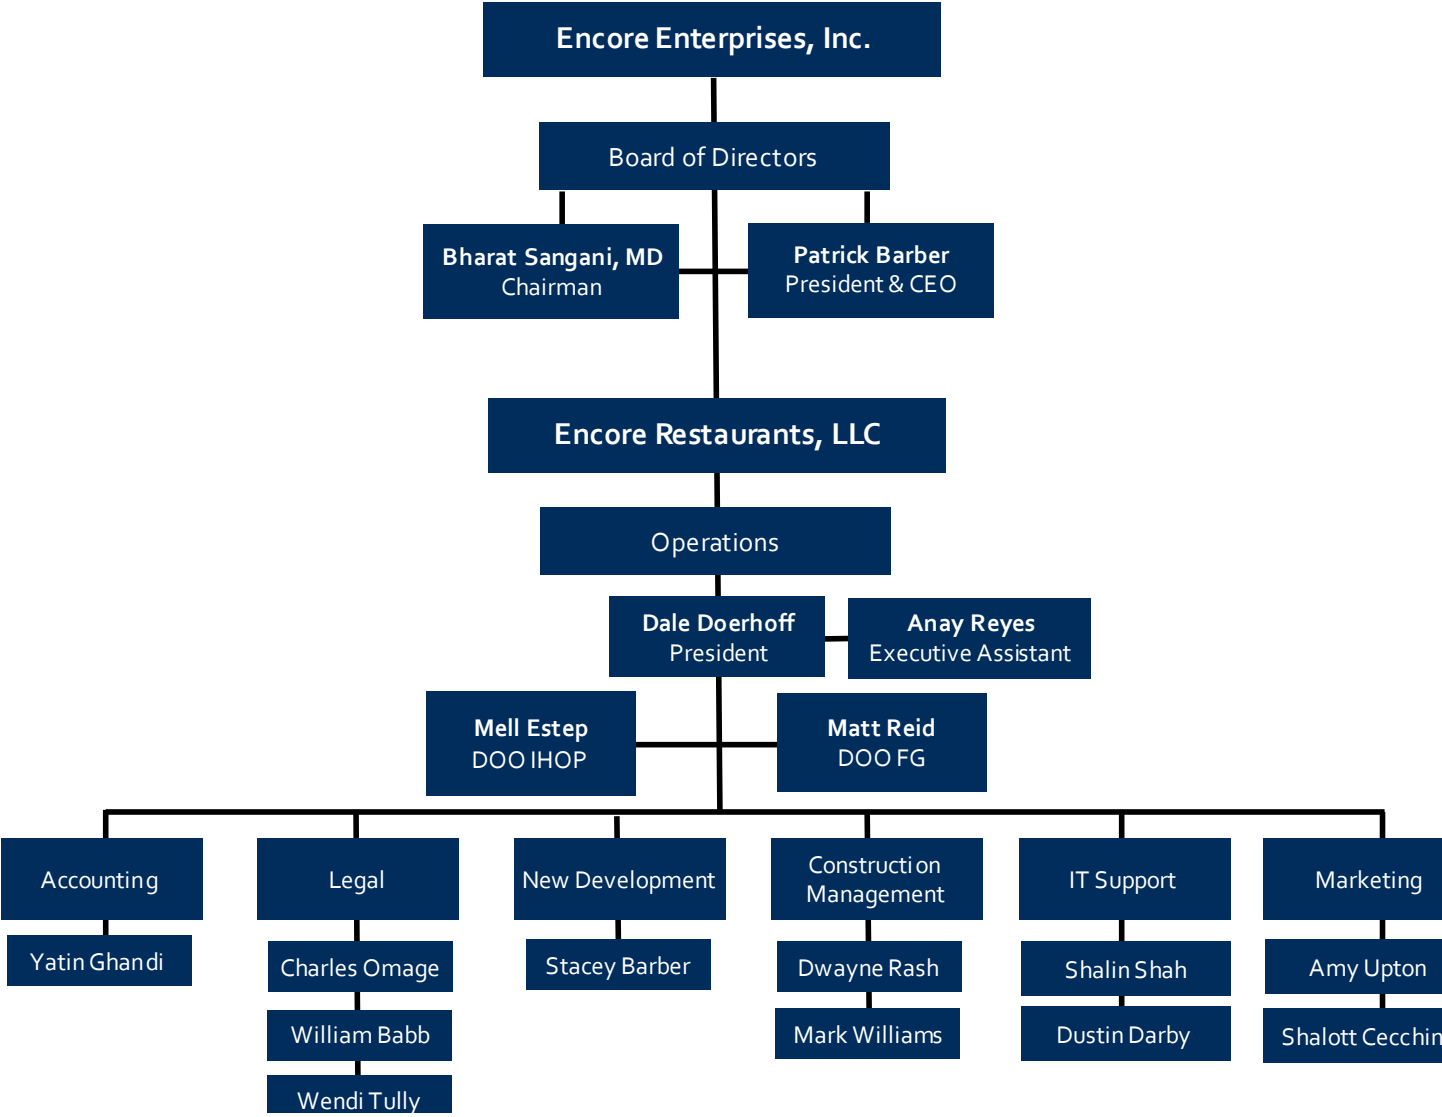 Encore Enterprises, Inc.
Board of Directors
Bharat Sangani, MD
Chairman
Patrick Barber
President & CEO
Encore Restaurants, LLC
Operations
Dale Doerhoff
President
Anay Reyes
Executive Assistant
Mell Estep
DOO IHOP
Matt Reid
DOO FG
Accounting
Legal
New Development
Construction
Management
IT Support
Marketing
Yatin Ghandi
Charles Omage
Stacey Barber
Dwayne Rash
Shalin Shah
Amy Upton
William Babb
Mark Williams
Dustin Darby
Shalott Cecchin
Wendi Tully